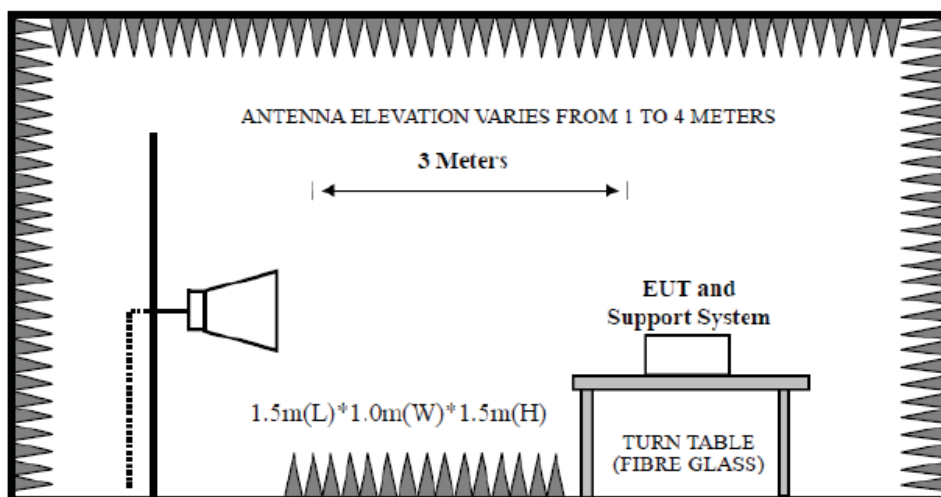 ANTENNA ELEVATION VARIES FROM 1 TO 4 METERS
3 Meters
EUT and
Support System
1.5m(L)*1.0m(W)*1.5m(H)
TURN TABLE
(FIBRE GLASS)